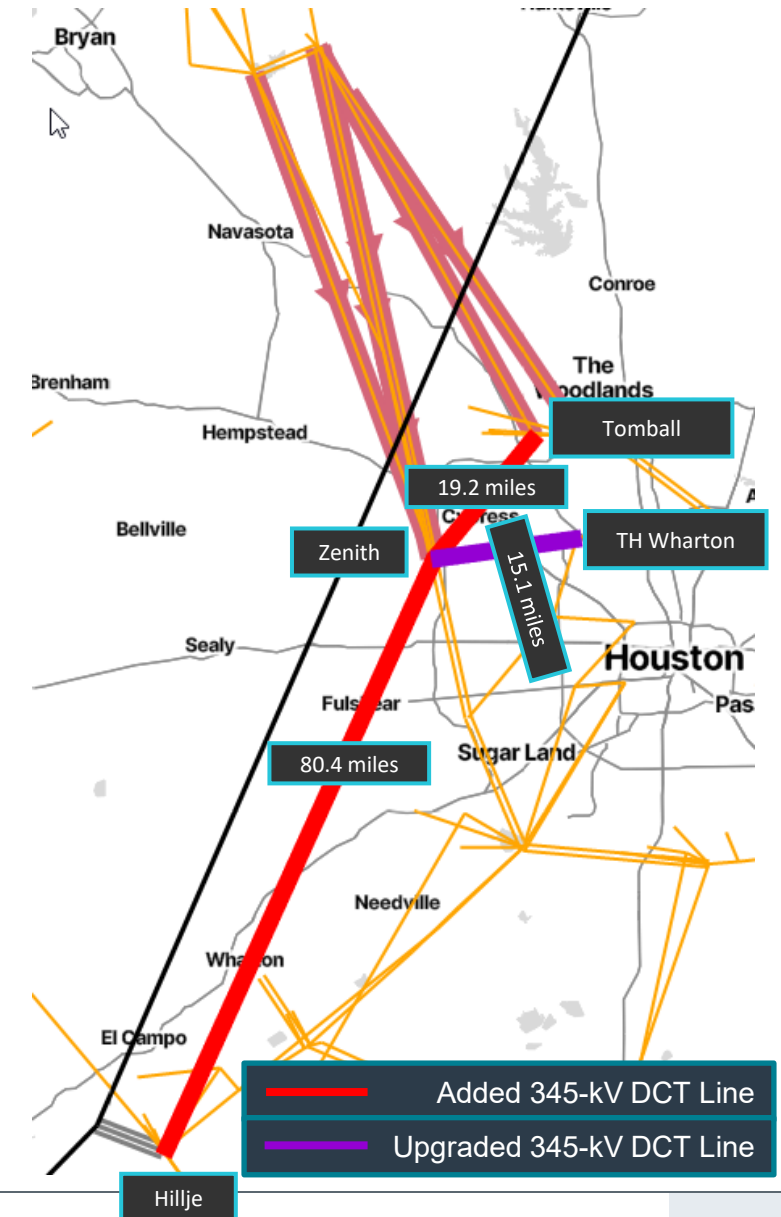 Bryan
Navasota
Conroe
The
Woodlands
Brenham
Hempstead
Tomball
19.2 miles
Cypress
Bellville
Zenith
TH Wharton
15.1 miles
Sealy
Houston
Fulshear
Pas
Sugar Land
80.4 miles
Needville
Wharton
El Campo
Added 345-kV DCT Line
Upgraded 345-kV DCT Line
Hillje